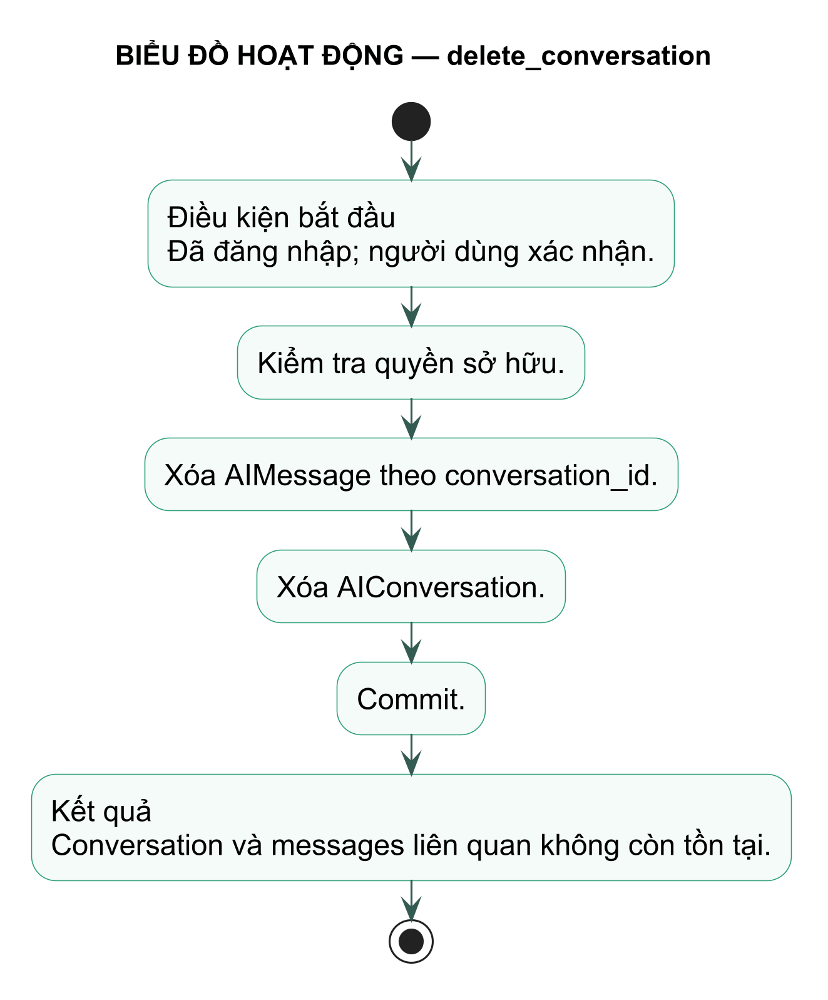 BIỂU ĐỒ HOẠT ĐỘNG — delete_conversation
Điều kiện bắt đầu
Đã đăng nhập; người dùng xác nhận.
Kiểm tra quyền sở hữu.
Xóa AIMessage theo conversation_id.
Xóa AIConversation.
Commit.
Kết quả
Conversation và messages liên quan không còn tồn tại.